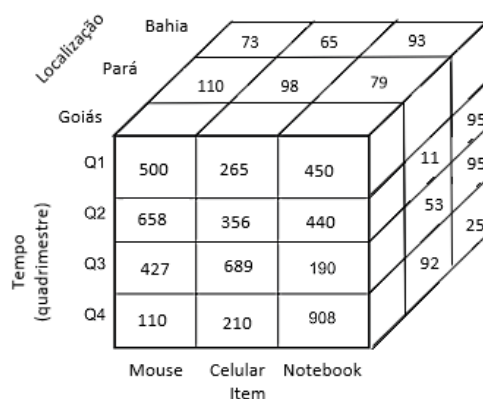 Localização
Bahia
Pará
Goiás
73 65 93
110 98 79
Tempo
(quadrimestre)
Q1 500 265 450 11 95
Q2 658 356 440 53 95
Q3 427 689 190 92 25
Q4 110 210 908
Mouse Celular Notebook
Item